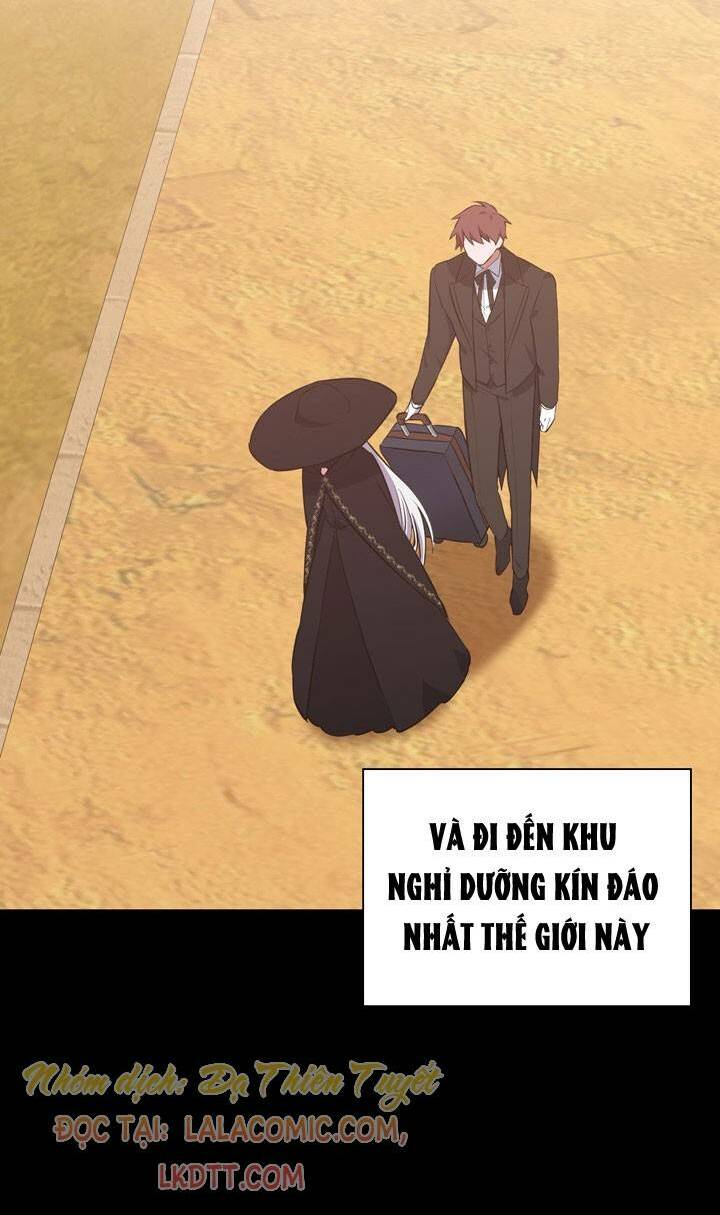 VÀ ĐI ĐẾN KHU
NGHỈ DƯỠNG KÍN ĐÁO
NHẤT THẾ GIỚI NÀY
Nhóm dịch: Dạ Thiên Tuyết
ĐỌC TẠI: LALACOMIC.COM,
LKDTT.COM